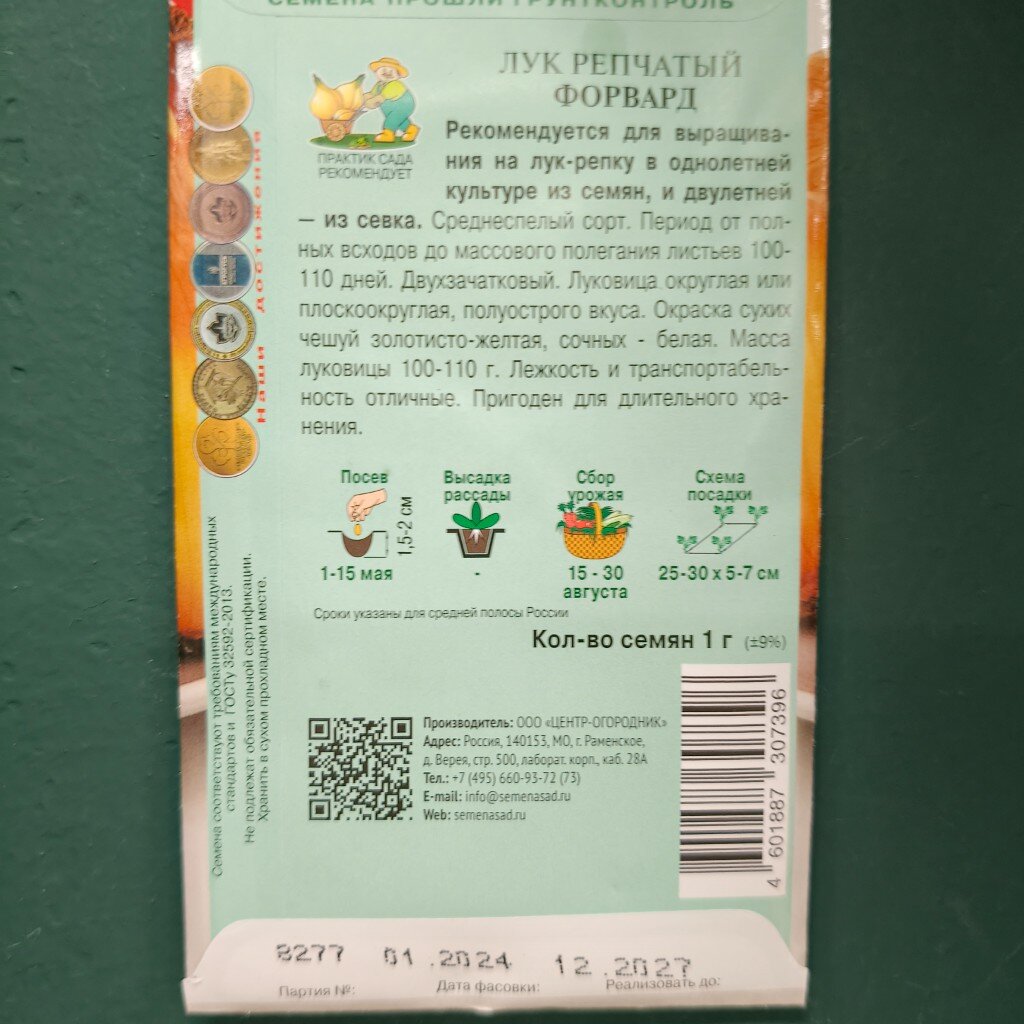 СЕМЕНА ПРОШЛИ ГРУНТКОНТРОЛЬ
ЛУК РЕПЧАТЫЙ
ФОРВАРД
ПРАКТИК САДА
РЕКОМЕНДУЕТ
Рекомендуется для выращива-
ния на лук-репку в однолетней
культуре из семян, и двулетней
– из севка. Среднеспелый сорт. Период от пол-
ных всходов до массового полегания листьев 100-
110 дней. Двухзачатковый. Луковица округлая или
плоскоокруглая, полуострого вкуса. Окраска сухих
чешуй золотисто-желтая, сочных - белая. Масса
луковицы 100-110 г. Лежкость и транспортабель-
ность отличные. Пригоден для длительного хра-
нения.
Наши достижения
Посев
1,5-2 см
1-15 мая
Высадка
рассады
-
Сбор
урожая
15 - 30
августа
Схема
посадки
25-30 x 5-7 см
Сроки указаны для средней полосы России
Кол-во семян 1 г (±9%)
Семена соответствуют требованиям международных
стандартов и ГОСТу 32592-2013.
Не подлежат обязательной сертификации.
Хранить в сухом прохладном месте.
Производитель: ООО «ЦЕНТР-ОГОРОДНИК»
Адрес: Россия, 140153, МО, г. Раменское,
д. Верея, стр. 500, лаборат. корп., каб. 28А
Тел.: +7 (495) 660-93-72 (73)
E-mail: info@semenasad.ru
Web: semenasad.ru
4 601887 307396
8277 01.2024 12.2027
Партия №: Дата фасовки: Реализовать до: